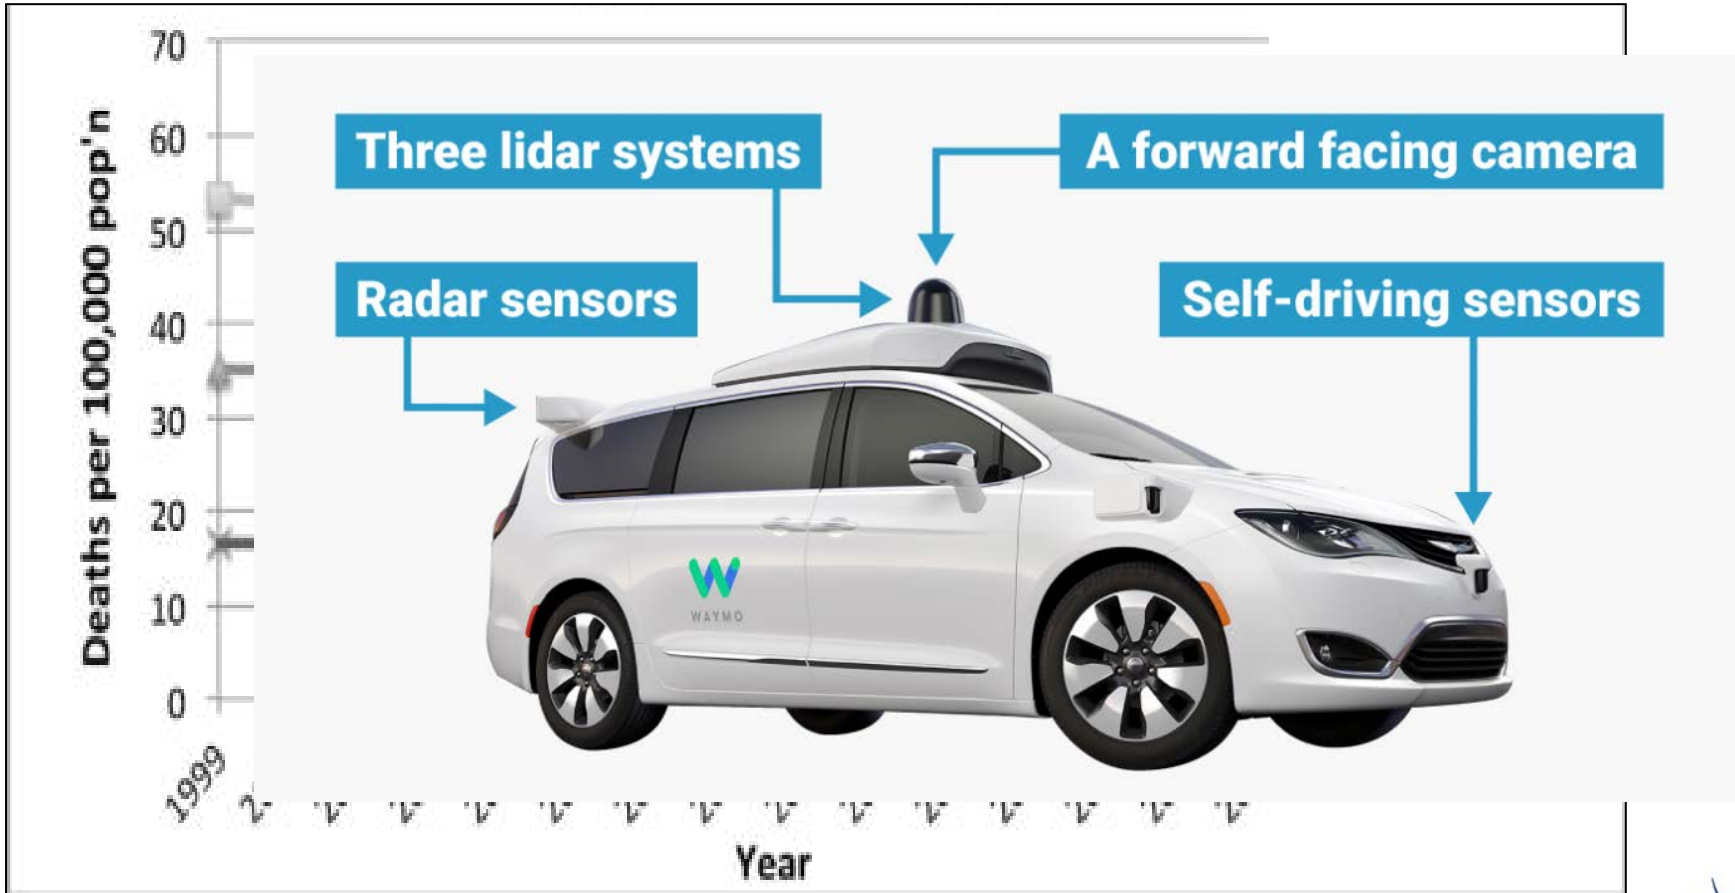 70
60
50
40
30
20
10
0
Deaths per 100,000 pop'n
1999
Year
Three lidar systems
A forward facing camera
Radar sensors
Self-driving sensors
WAYMO